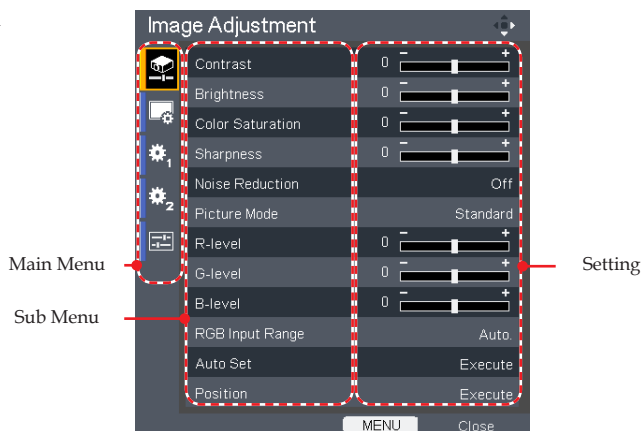 Image Adjustment
Contrast 0 - +
Brightness 0 - +
Color Saturation 0 - +
Sharpness 0 - +
Noise Reduction Off
Picture Mode Standard
R-level 0 - +
G-level 0 - +
B-level 0 - +
RGB Input Range Auto.
Auto Set Execute
Position Execute
MENU Close
1
2
Main Menu
Sub Menu
Setting